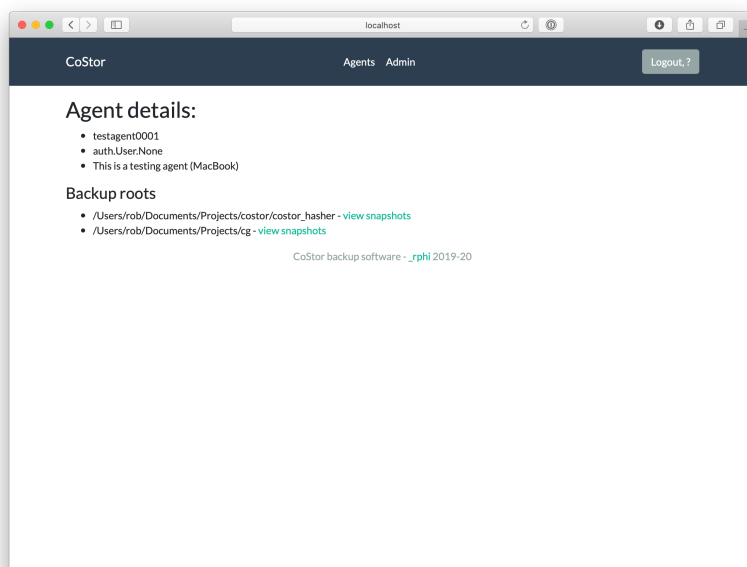 localhost
CoStor
Agents Admin
Logout, ?
Agent details:
testagent0001
auth.User.None
This is a testing agent (MacBook)
Backup roots
/Users/rob/Documents/Projects/costor/costor_hasher - view snapshots
/Users/rob/Documents/Projects/cg - view snapshots
CoStor backup software - _rphi 2019-20